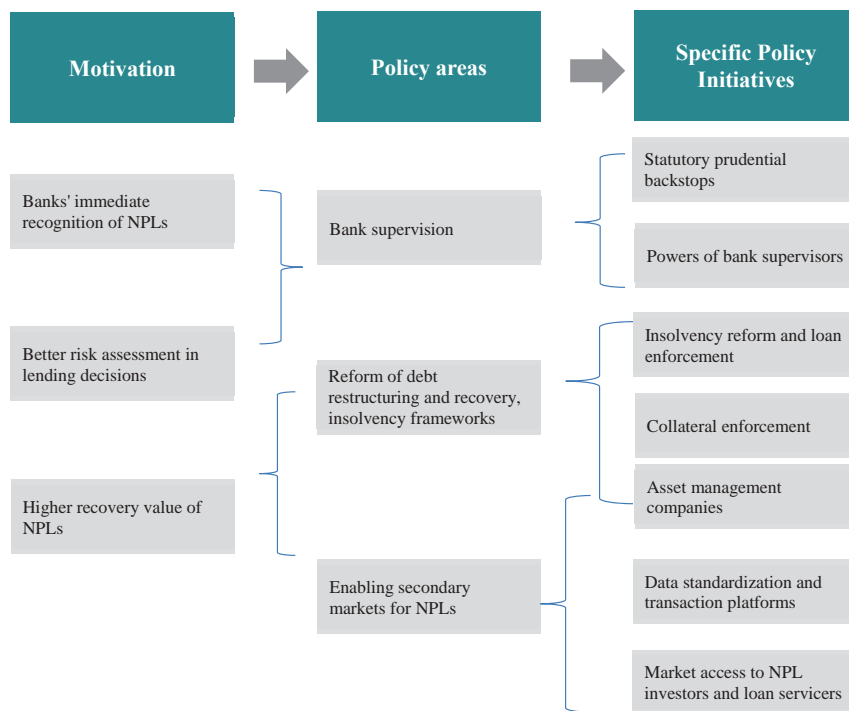 Motivation
Policy areas
Specific Policy
Initiatives
Banks' immediate
recognition of NPLs
Better risk assessment in
lending decisions
Higher recovery value of
NPLs
Bank supervision
Reform of debt
restructuring and recovery,
insolvency frameworks
Enabling secondary
markets for NPLs
Statutory prudential
backstops
Powers of bank supervisors
Insolvency reform and loan
enforcement
Collateral enforcement
Asset management
companies
Data standardization and
transaction platforms
Market access to NPL
investors and loan servicers